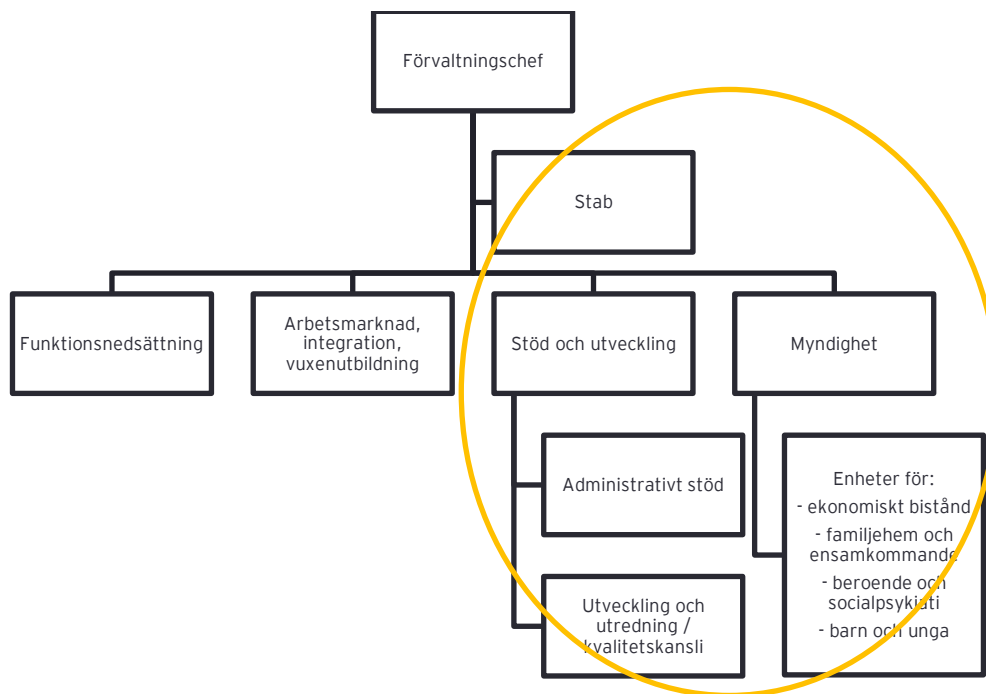 Förvaltningschef
Stab
Funktionsnedsättning
Arbetsmarknad,
integration,
vuxenutbildning
Stöd och utveckling
Myndighet
Administrativt stöd
Utveckling och
utredning /
kvalitetskansli
Enheter för:
- ekonomiskt bistånd
- familjehem och
ensamkommande
- beroende och
socialpsykiati
- barn och unga